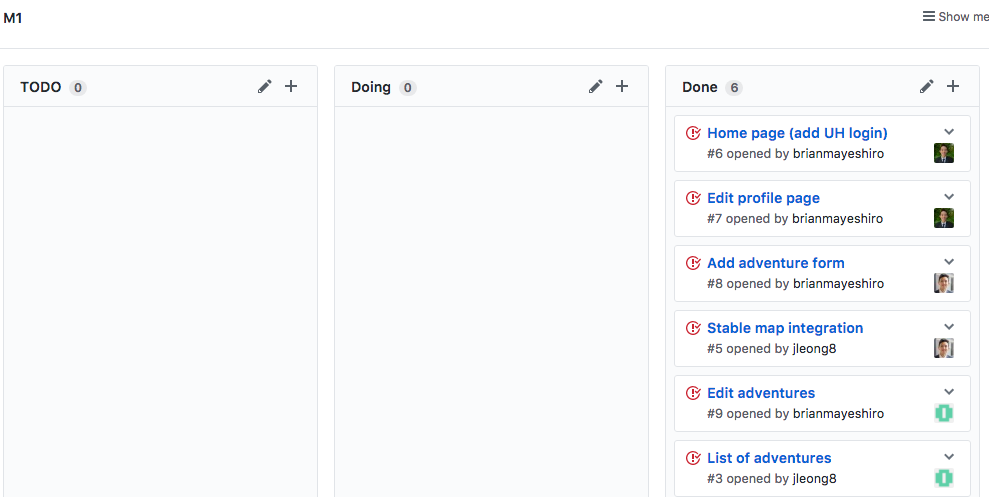 M1
Show me
TODO 0
Doing 0
Done 6
Home page (add UH login)
#6 opened by brianmayeshiro
Edit profile page
#7 opened by brianmayeshiro
Add adventure form
#8 opened by brianmayeshiro
Stable map integration
#5 opened by jleong8
Edit adventures
#9 opened by brianmayeshiro
List of adventures
#3 opened by jleong8